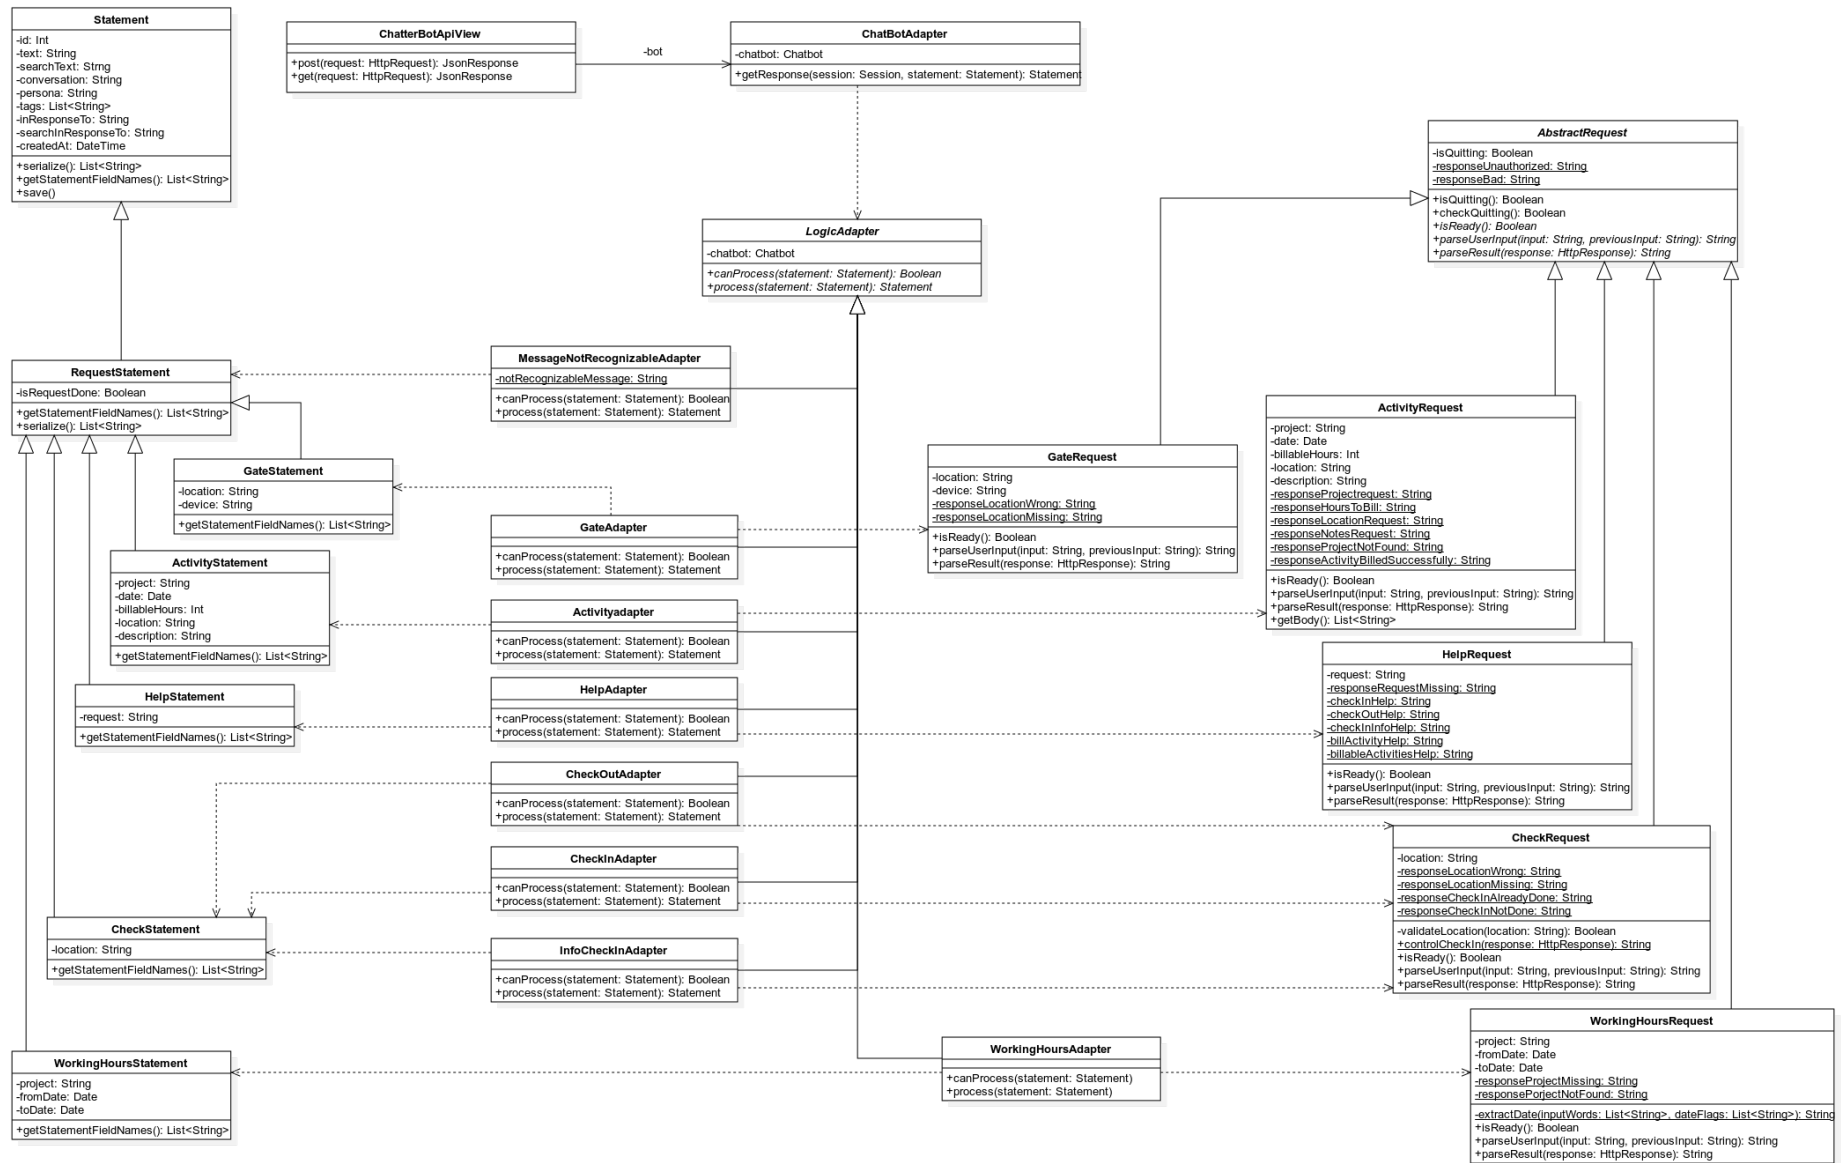 Statement
-id: Int
-text: String
-searchText: Strng
-conversation: String
-persona: String
-tags: List<String>
-inResponseTo: String
-searchInResponseTo: String
-createdAt: DateTime
+serialize(): List<String>
+getStatementFieldNames(): List<String>
+save()
ChatterBotApiView
+post(request: HttpRequest): JsonResponse
+get(request: HttpRequest): JsonResponse
-bot
ChatBotAdapter
-chatbot: Chatbot
+getResponse(session: Session, statement: Statement): Statement
AbstractRequest
-isQuitting: Boolean
-responseUnauthorized: String
-responseBad: String
+isQuitting(): Boolean
+checkQuitting(): Boolean
+isReady(): Boolean
+parseUserInput(input: String, previousInput: String): String
+parseResult(response: HttpResponse): String
LogicAdapter
-chatbot: Chatbot
+canProcess(statement: Statement): Boolean
+process(statement: Statement): Statement
RequestStatement
-isRequestDone: Boolean
+getStatementFieldNames(): List<String>
+serialize(): List<String>
MessageNotRecognizableAdapter
-notRecognizableMessage: String
+canProcess(statement: Statement): Boolean
+process(statement: Statement): Statement
GateStatement
-location: String
-device: String
+getStatementFieldNames(): List<String>
GateAdapter
+canProcess(statement: Statement): Boolean
+process(statement: Statement): Statement
GateRequest
-location: String
-device: String
-responseLocationWrong: String
-responseLocationMissing: String
+isReady(): Boolean
+parseUserInput(input: String, previousInput: String): String
+parseResult(response: HttpResponse): String
ActivityRequest
-project: String
-date: Date
-billableHours: Int
-location: String
-description: String
-responseProjectrequest: String
-responseHoursToBill: String
-responseLocationRequest: String
-responseNotesRequest: String
-responseProjectNotFound: String
-responseActivityBilledSuccessfully: String
+isReady(): Boolean
+parseUserInput(input: String, previousInput: String): String
+parseResult(response: HttpResponse): String
+getBody(): List<String>
ActivityStatement
-project: String
-date: Date
-billableHours: Int
-location: String
-description: String
+getStatementFieldNames(): List<String>
Activityadapter
+canProcess(statement: Statement): Boolean
+process(statement: Statement): Statement
HelpStatement
-request: String
+getStatementFieldNames(): List<String>
HelpAdapter
+canProcess(statement: Statement): Boolean
+process(statement: Statement): Statement
HelpRequest
-request: String
-responseRequestMissing: String
-checkInHelp: String
-checkOutHelp: String
-checkInInfoHelp: String
-billActivityHelp: String
-billableActivitiesHelp: String
+isReady(): Boolean
+parseUserInput(input: String, previousInput: String): String
+parseResult(response: HttpResponse): String
CheckOutAdapter
+canProcess(statement: Statement): Boolean
+process(statement: Statement): Statement
CheckInAdapter
+canProcess(statement: Statement): Boolean
+process(statement: Statement): Statement
CheckRequest
-location: String
-responseLocationWrong: String
-responseLocationMissing: String
-responseCheckInAlreadyDone: String
-responseCheckInNotDone: String
-validateLocation(location: String): Boolean
+controlCheckIn(response: HttpResponse): String
+isReady(): Boolean
+parseUserInput(input: String, previousInput: String): String
+parseResult(response: HttpResponse): String
CheckStatement
-location: String
+getStatementFieldNames(): List<String>
InfoCheckInAdapter
+canProcess(statement: Statement): Boolean
+process(statement: Statement): Statement
WorkingHoursStatement
-project: String
-fromDate: Date
-toDate: Date
+getStatementFieldNames(): List<String>
WorkingHoursAdapter
+canProcess(statement: Statement)
+process(statement: Statement)
WorkingHoursRequest
-project: String
-fromDate: Date
-toDate: Date
-responseProjectMissing: String
-responsePorjectNotFound: String
-extractDate(inputWords: List<String>, dateFlags: List<String>): String
+isReady(): Boolean
+parseUserInput(input: String, previousInput: String): String
+parseResult(response: HttpResponse): String